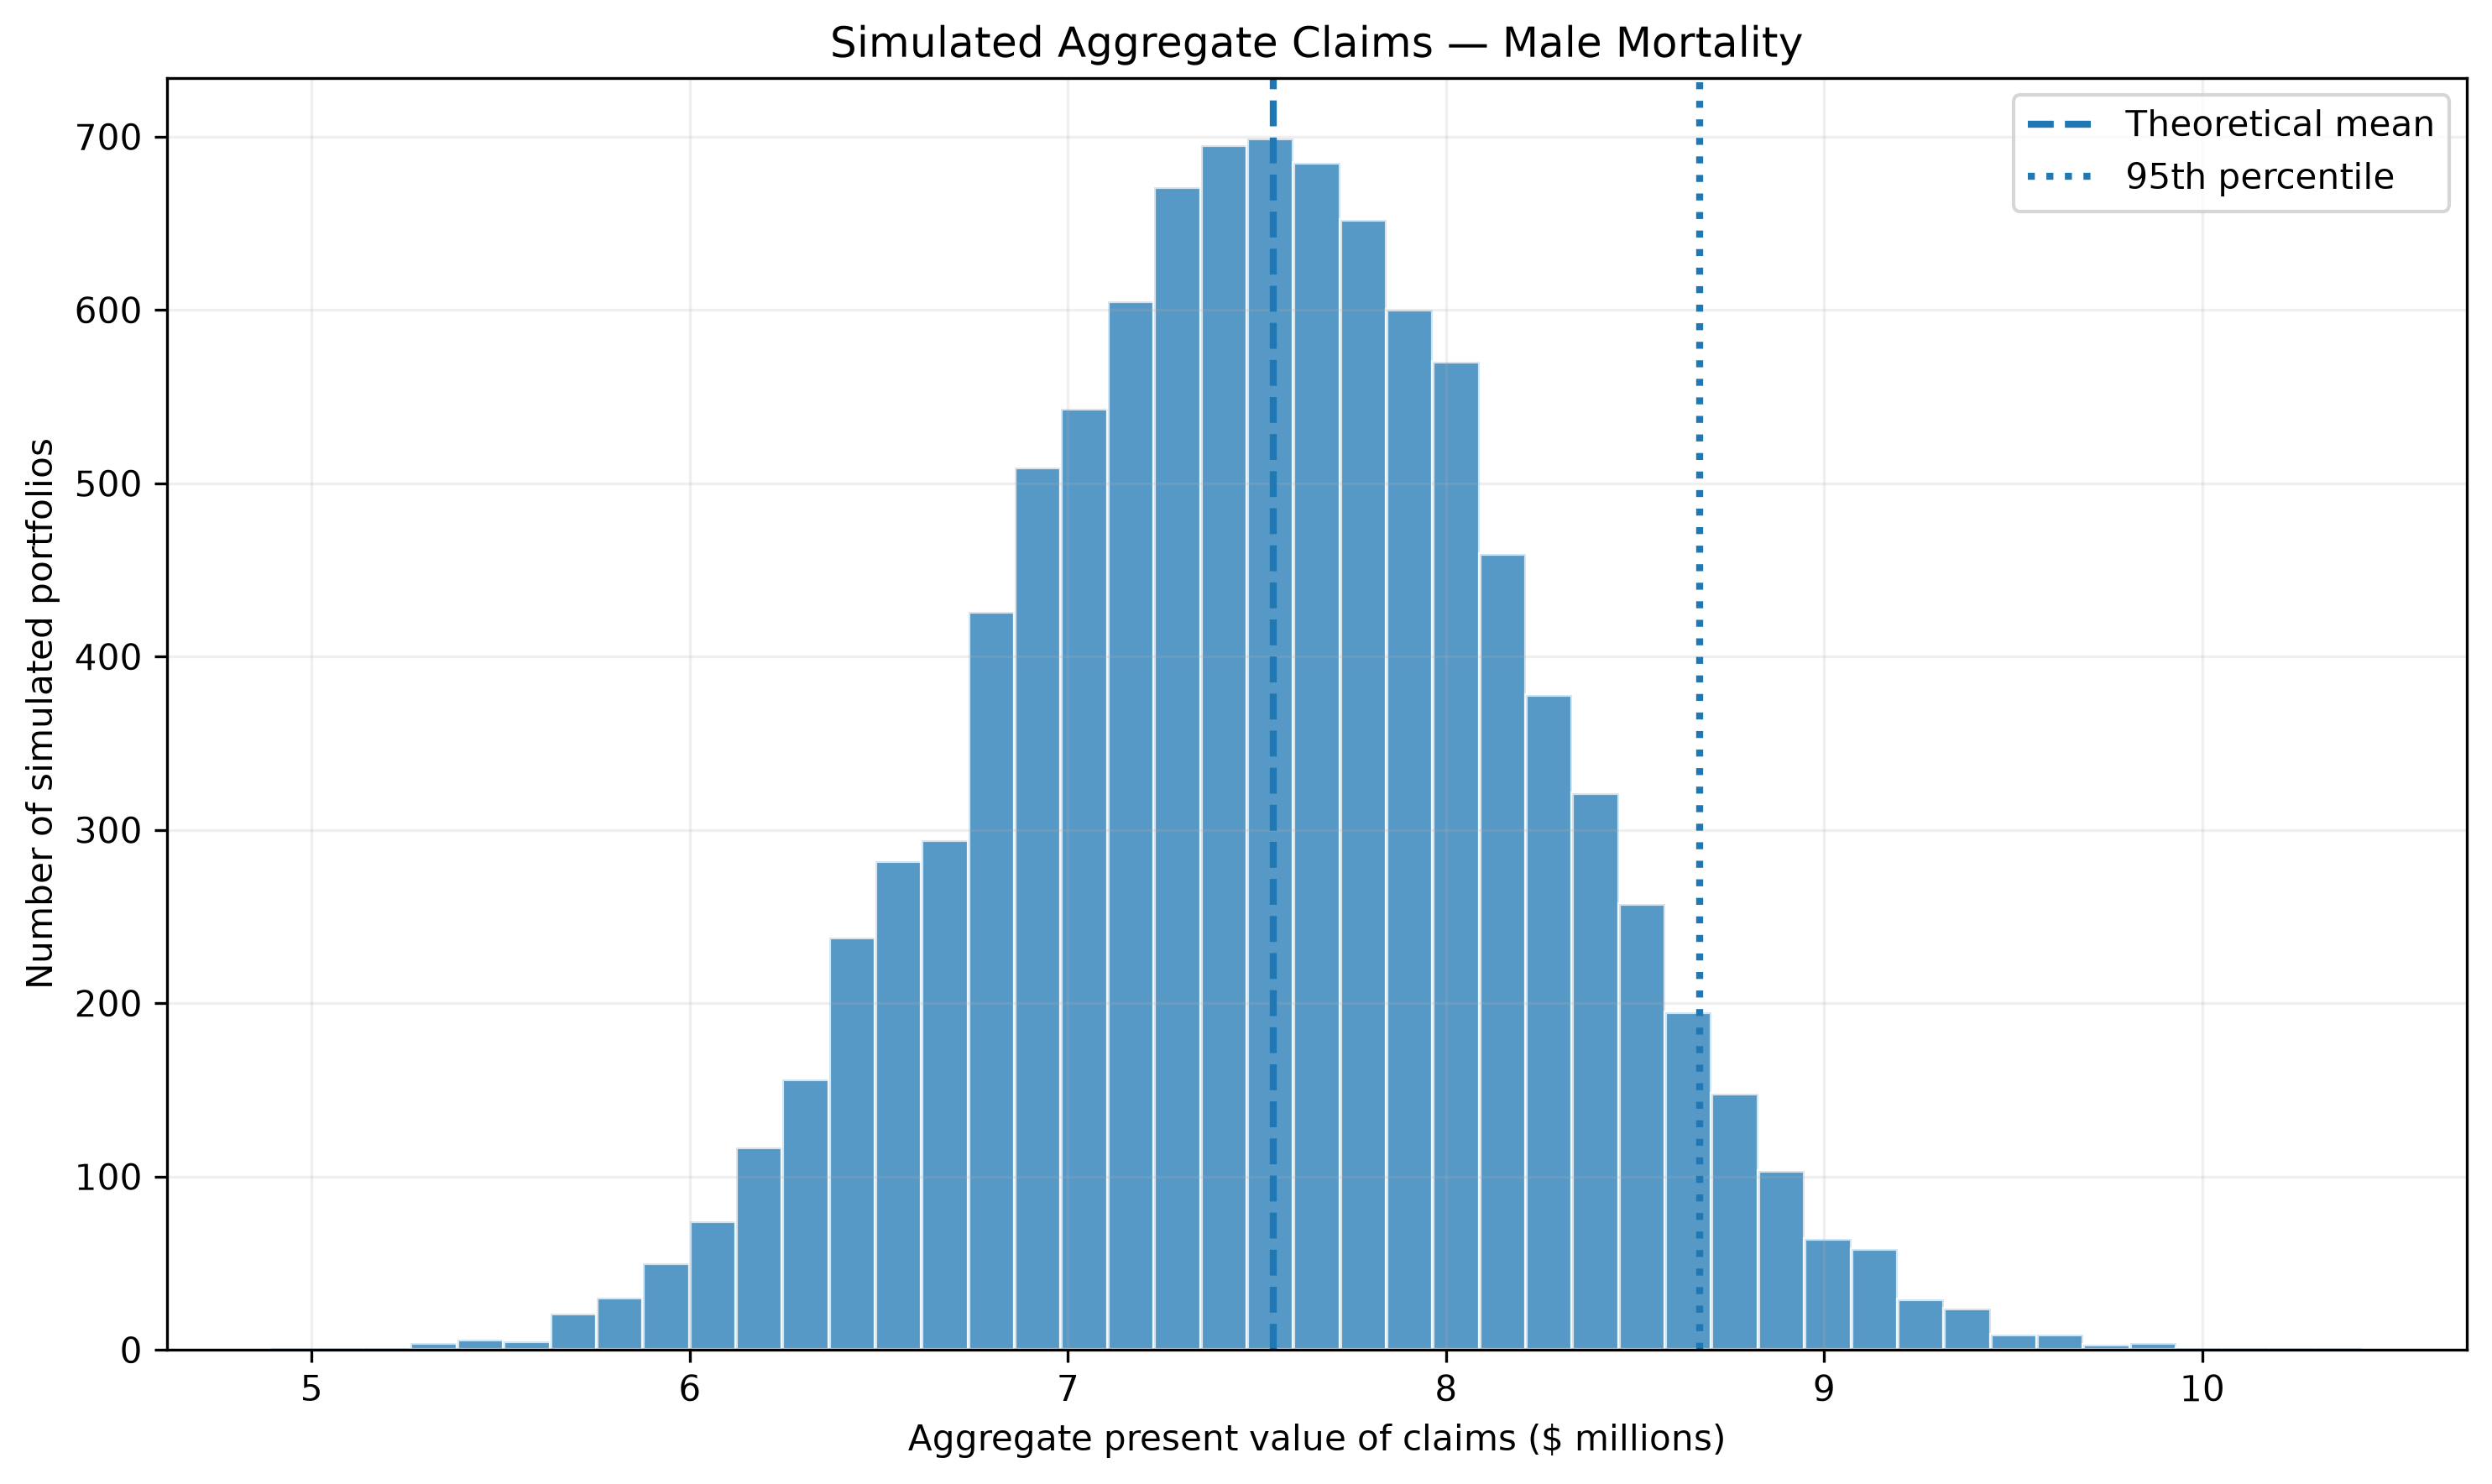 Simulated Aggregate Claims — Male Mortality
Theoretical mean
95th percentile
Number of simulated portfolios
700
600
500
400
300
200
100
0
5 6 7 8 9 10
Aggregate present value of claims ($ millions)